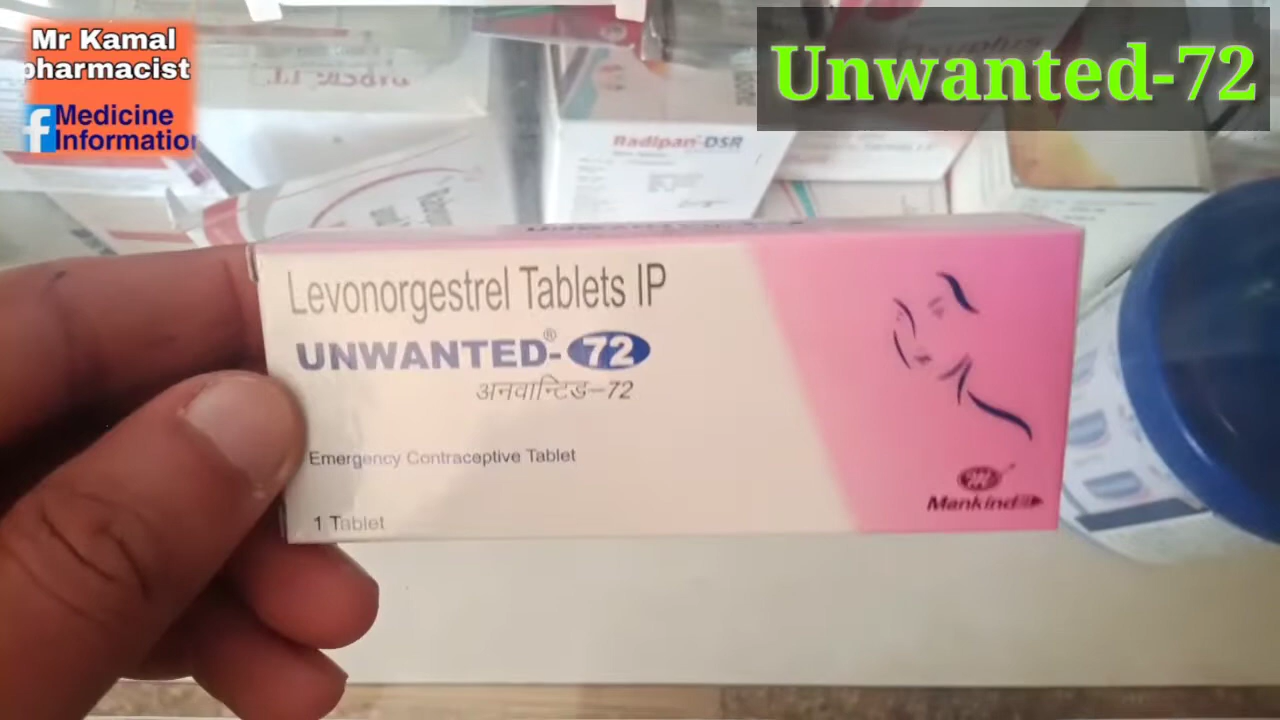 Mr Kamal
pharmacist
Medicine
Information
Unwanted-72
Radipan-DSR
Levonorgestrel Tablets IP
UNWANTED®-72
अनवान्टिड–72
Emergency Contraceptive Tablet
1 Tablet
Mankind